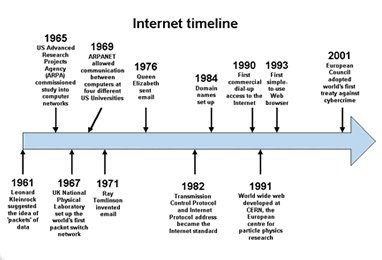 Internet timeline
1965
US Advanced
Research
Projects
Agency
(ARPA)
commissioned
study into
computer
networks
1969
ARPANET
allowed
communication
between
computers at
four different
US Universities
1976
Queen
Elizabeth
sent
email
1984
Domain
names
set up
1990
First
commercial
dial-up
access to the
Internet
1993
First
simple-
to-use
Web
browser
2001
European
Council
adopted
world's first
treaty against
cybercrime
1961
Leonard
Kleinrock
suggested
the idea of
'packets' of
data
1967
UK National
Physical
Laboratory
set up the
world's first
packet switch
network
1971
Ray
Tomlinson
invented
email
1982
Transmission
Control Protocol and
Internet Protocol address
became the
Internet standard
1991
World wide web
developed at
CERN, the
European
centre for
particle physics
research